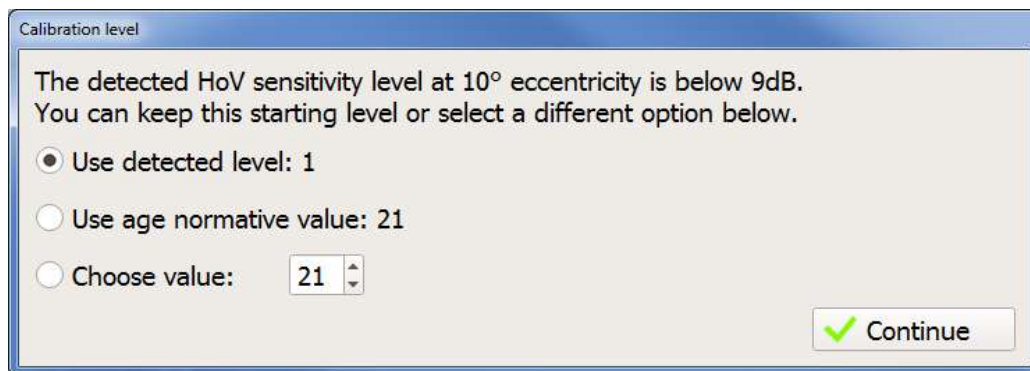 Calibration level
The detected HoV sensitivity level at 10° eccentricity is below 9dB.
You can keep this starting level or select a different option below.
Use detected level: 1
Use age normative value: 21
Choose value: 21
Continue